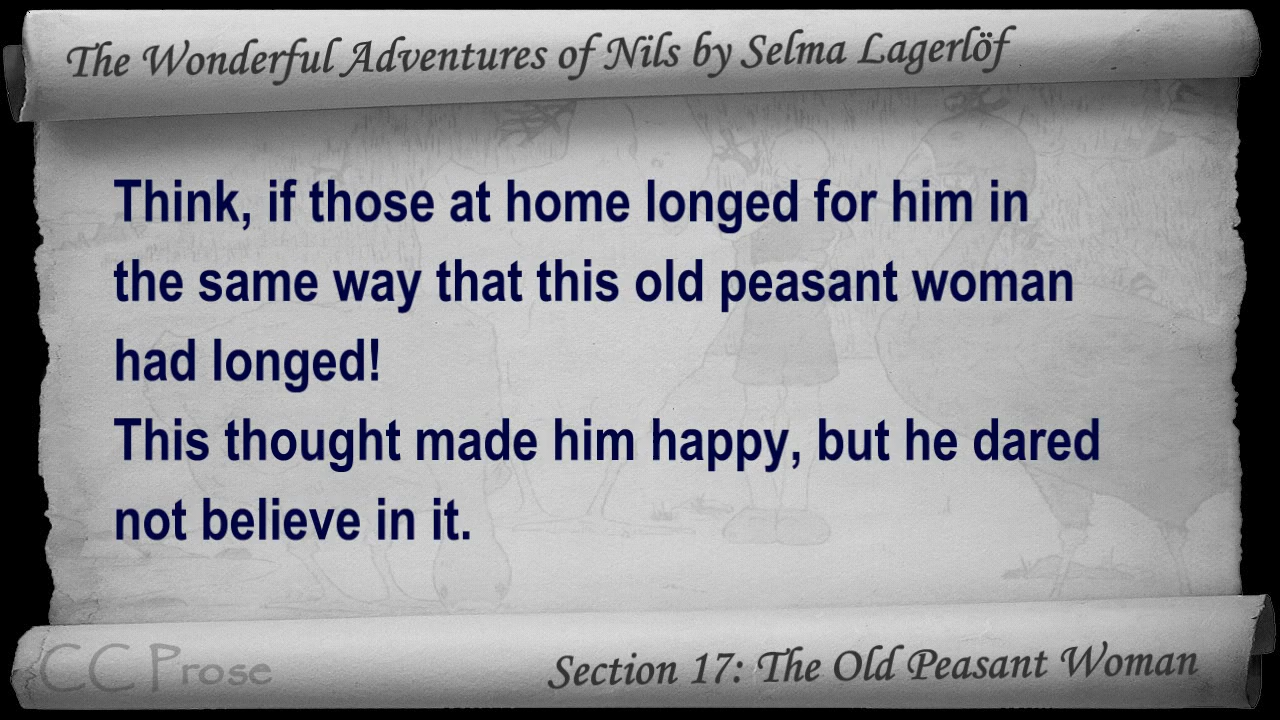 The Wonderful Adventures of Nils by Selma Lagerlöf
Think, if those at home longed for him in
the same way that this old peasant woman
had longed!
This thought made him happy, but he dared
not believe in it.
CC Prose
Section 17: The Old Peasant Woman